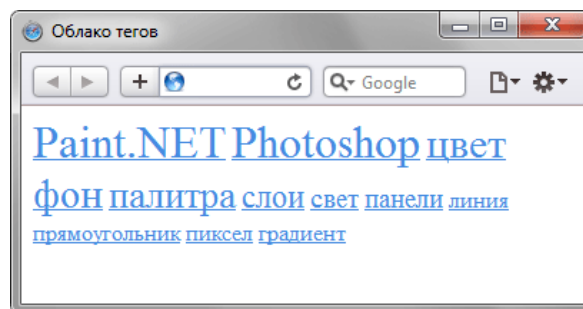 Облако тегов
Google
Paint.NET Photoshop цвет
фон палитра слои свет панели линия
прямоугольник пиксел градиент